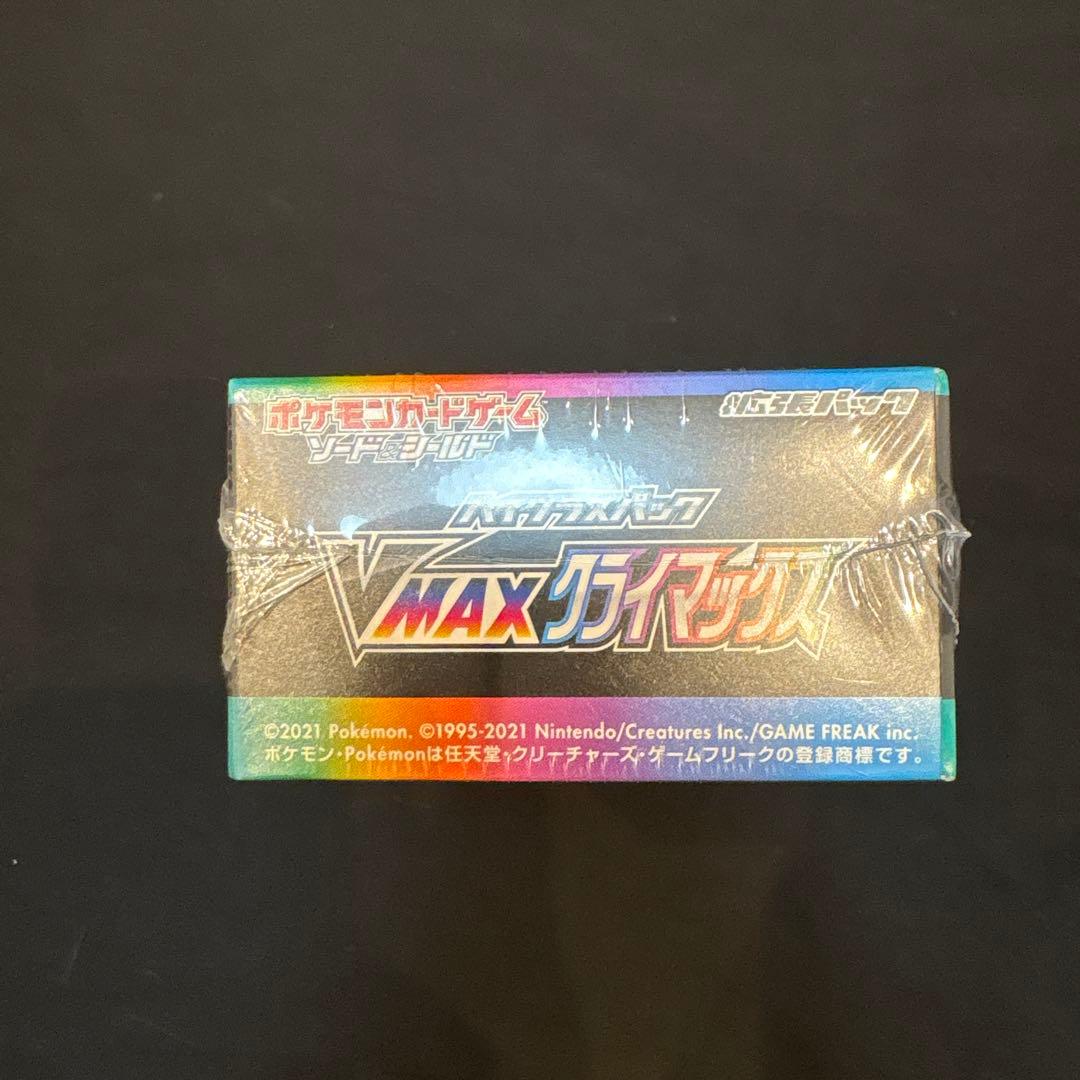 ポケモンカードゲーム
ソード&シールド
拡張パック
ハイクラスパック
VMAXクライマックス
©2021 Pokémon. ©1995-2021 Nintendo/Creatures Inc./GAME FREAK inc.
ポケモン・Pokémonは任天堂・クリーチャーズ・ゲームフリークの登録商標です。